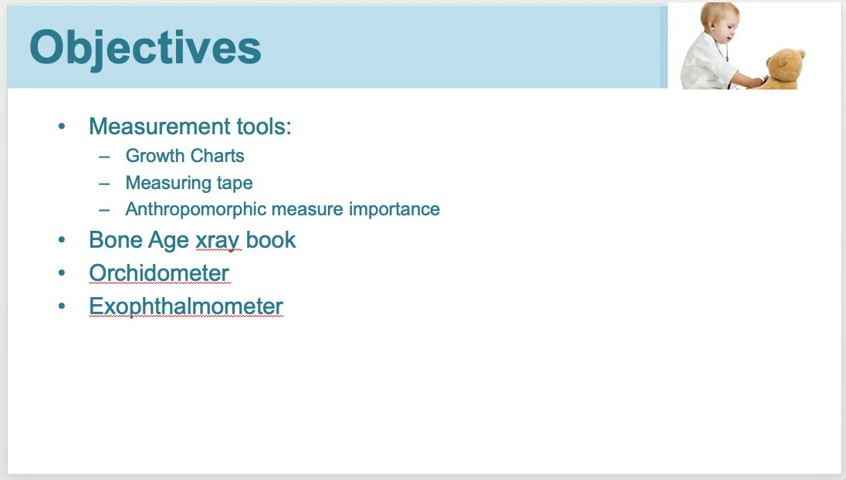 Objectives
• Measurement tools:
– Growth Charts
– Measuring tape
– Anthropomorphic measure importance
• Bone Age xray book
• Orchidometer
• Exophthalmometer